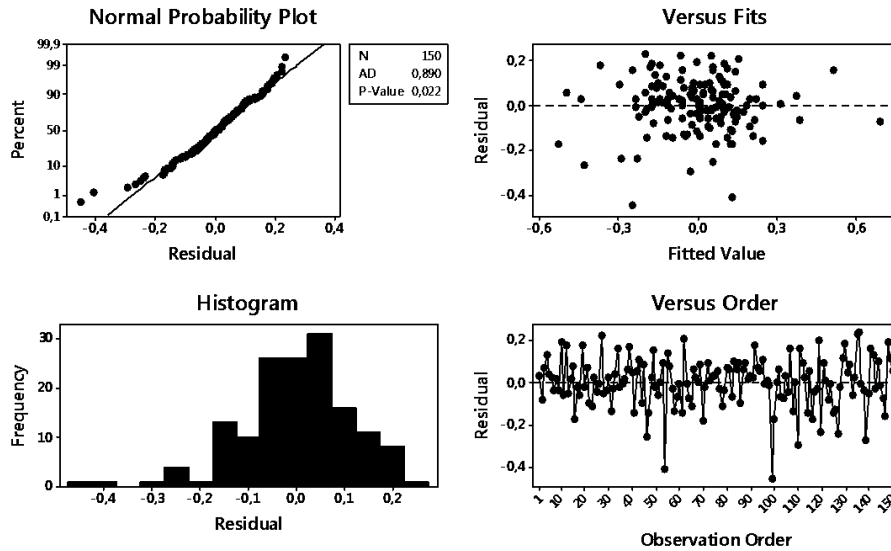 Normal Probability Plot
99,9
99
90
50
10
1
0,1
Percent
-0,4 -0,2 0,0 0,2 0,4
Residual
N 150
AD 0,890
P-Value 0,022
Versus Fits
0,2
0,0
-0,2
-0,4
Residual
-0,6 -0,3 0,0 0,3 0,6
Fitted Value
Histogram
30
20
10
0
Frequency
-0,4 -0,3 -0,2 -0,1 0,0 0,1 0,2
Residual
Versus Order
0,2
0,0
-0,2
-0,4
Residual
1 10 20 30 40 50 60 70 80 90 100 110 120 130 140 150
Observation Order